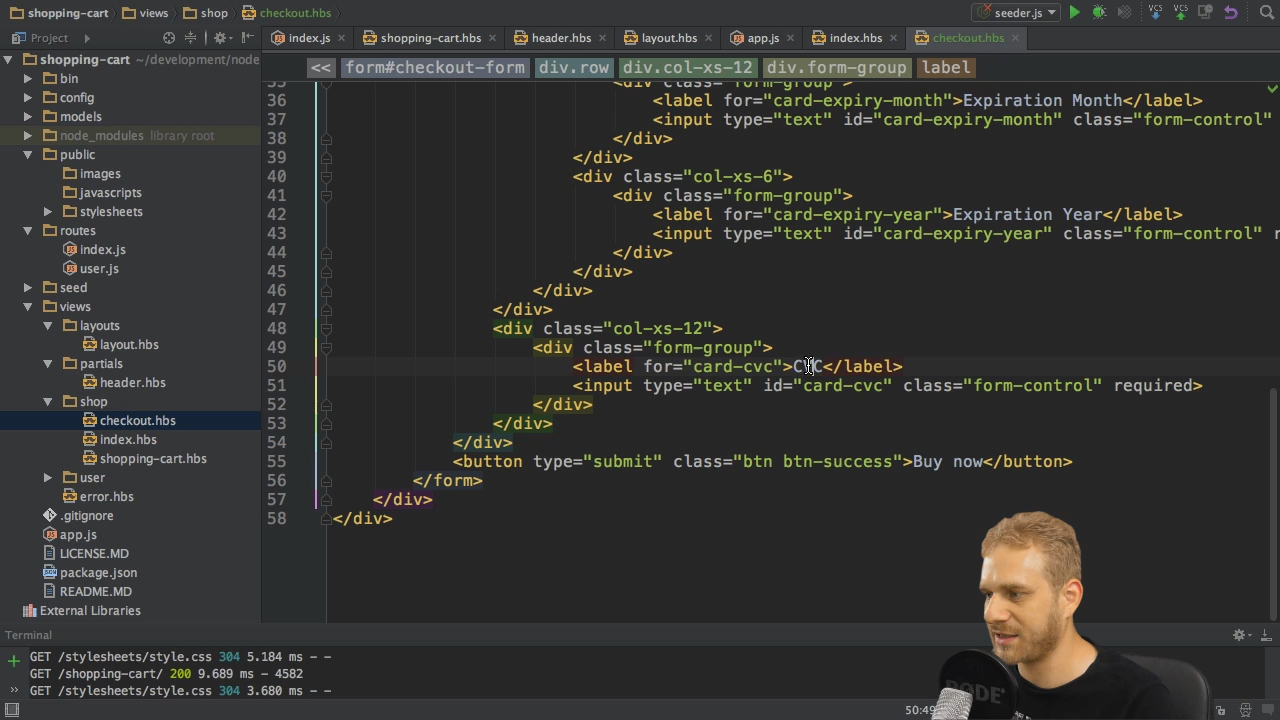 shopping-cart views shop checkout.hbs seeder.js VCS VCS
Project index.js shopping-cart.hbs header.hbs layout.hbs app.js index.hbs checkout.hbs
<< form#checkout-form div.row div.col-xs-12 div.form-group label
shopping-cart ~/development/node
bin
config
models
node_modules library root
public
images
javascripts
stylesheets
routes
index.js
user.js
seed
views
layouts
layout.hbs
partials
header.hbs
shop
checkout.hbs
index.hbs
shopping-cart.hbs
user
error.hbs
.gitignore
app.js
LICENSE.MD
package.json
README.MD
External Libraries
35 <div class="form-group">
36 <label for="card-expiry-month">Expiration Month</label>
37 <input type="text" id="card-expiry-month" class="form-control"
38 </div>
39 </div>
40 <div class="col-xs-6">
41 <div class="form-group">
42 <label for="card-expiry-year">Expiration Year</label>
43 <input type="text" id="card-expiry-year" class="form-control" r
44 </div>
45 </div>
46 </div>
47 </div>
48 <div class="col-xs-12">
49 <div class="form-group">
50 <label for="card-cvc">CVC</label>
51 <input type="text" id="card-cvc" class="form-control" required>
52 </div>
53 </div>
54 </div>
55 <button type="submit" class="btn btn-success">Buy now</button>
56 </form>
57 </div>
58 </div>
Terminal
GET /stylesheets/style.css 304 5.184 ms - -
GET /shopping-cart/ 200 9.689 ms - 4582
GET /stylesheets/style.css 304 3.680 ms - -
50:49
RODE